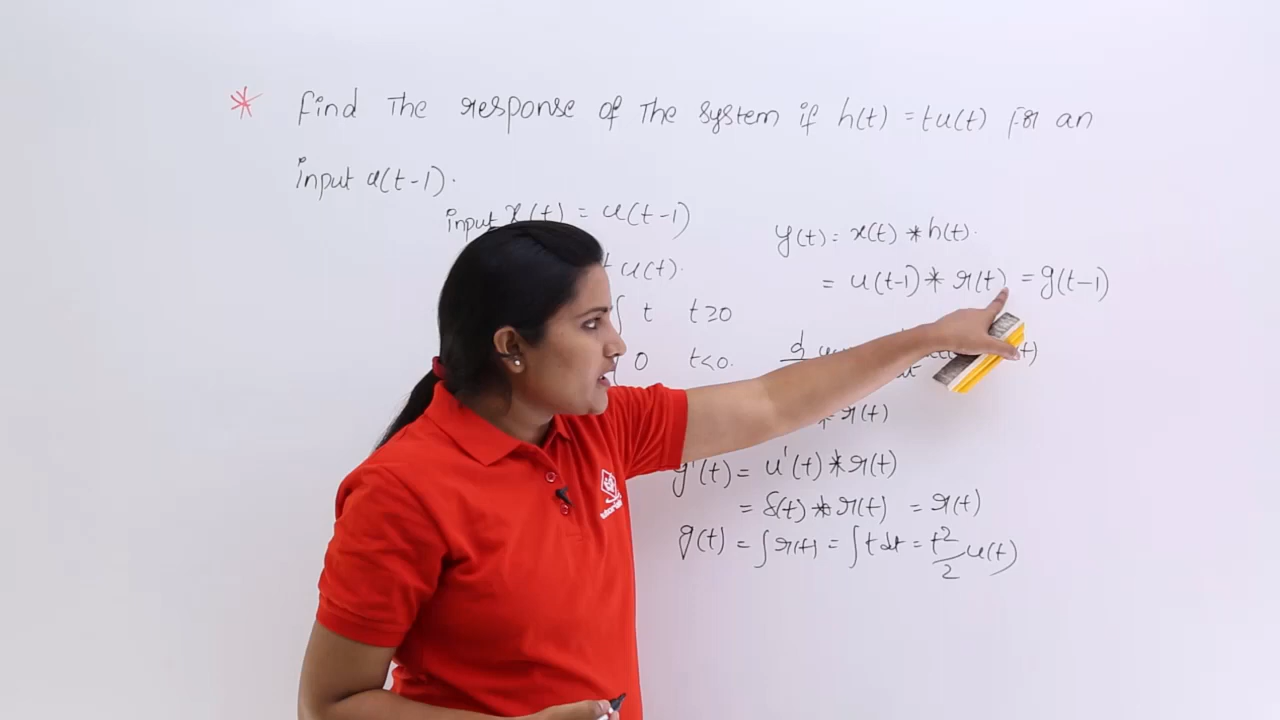 * Find The response of The system if h(t) = tu(t) For an
input u(t-1).
input x(t) = u(t-1)
t u(t).
t t≥0
0 t<0.
y(t) = x(t) * h(t).
= u(t-1) * r(t) = g(t-1)
d
dt
t)
* r(t)
g'(t) = u'(t) * r(t)
= δ(t) * r(t) = r(t)
g(t) = ∫r(t) = ∫t dt = t²/2 u(t)